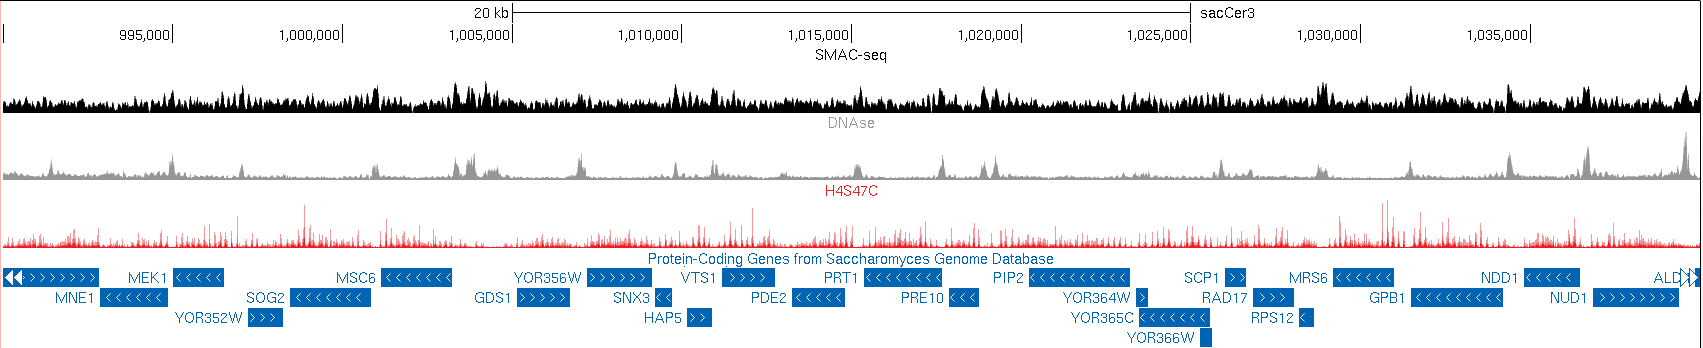 20 kb sacCer3
995,000 1,000,000 1,005,000 1,010,000 1,015,000 1,020,000 1,025,000 1,030,000 1,035,000
SMAC-seq
DNAse
H4S47C
Protein-Coding Genes from Saccharomyces Genome Database
MEK1 MSC6 YOR356W VTS1 PRT1 PIP2 SCP1 MRS6 NDD1 ALD
MNE1 SOG2 GDS1 SNX3 PDE2 PRE10 YOR364W RAD17 GPB1 NUD1
YOR352W HAP5 YOR365C RPS12
YOR366W